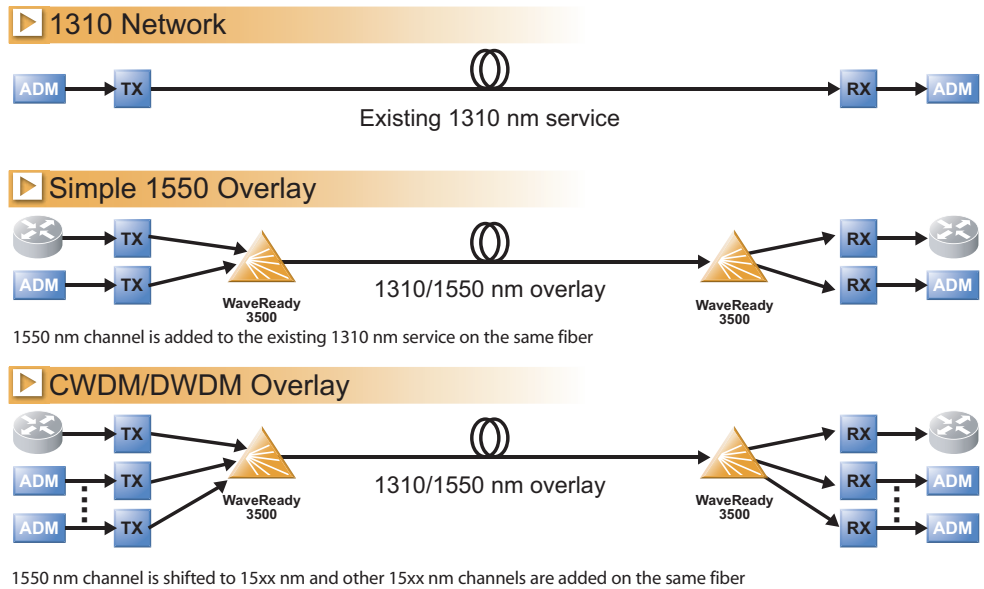 1310 Network
ADM TX RX ADM
Existing 1310 nm service
Simple 1550 Overlay
TX RX
ADM TX RX ADM
1310/1550 nm overlay
WaveReady
3500
WaveReady
3500
1550 nm channel is added to the existing 1310 nm service on the same fiber
CWDM/DWDM Overlay
TX RX
ADM TX RX ADM
1310/1550 nm overlay
WaveReady
3500
WaveReady
3500
ADM TX RX ADM
1550 nm channel is shifted to 15xx nm and other 15xx nm channels are added on the same fiber